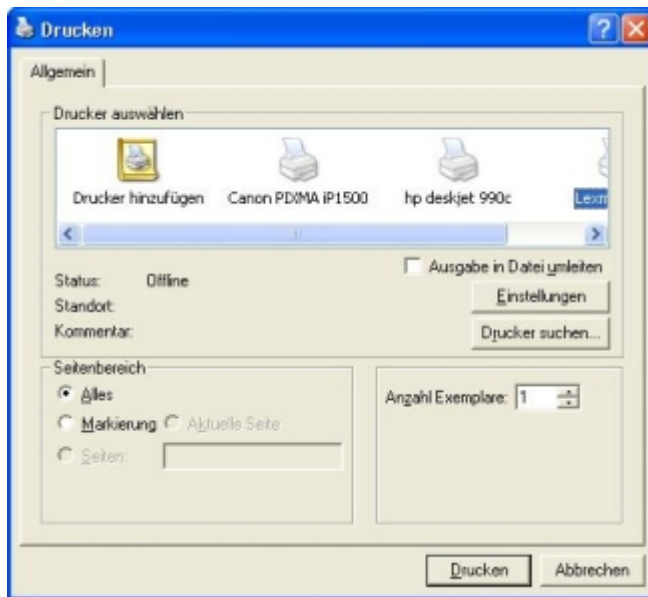 Drucken
Allgemein
Drucker auswählen
Drucker hinzufügen Canon PIXMA iP1500 hp deskjet 990c Lexm
Ausgabe in Datei umleiten
Status: Offline
Einstellungen
Standort:
Kommentar:
Drucker suchen...
Seitenbereich
Alles
Anzahl Exemplare: 1
Markierung Aktuelle Seite
Seiten:
Drucken Abbrechen